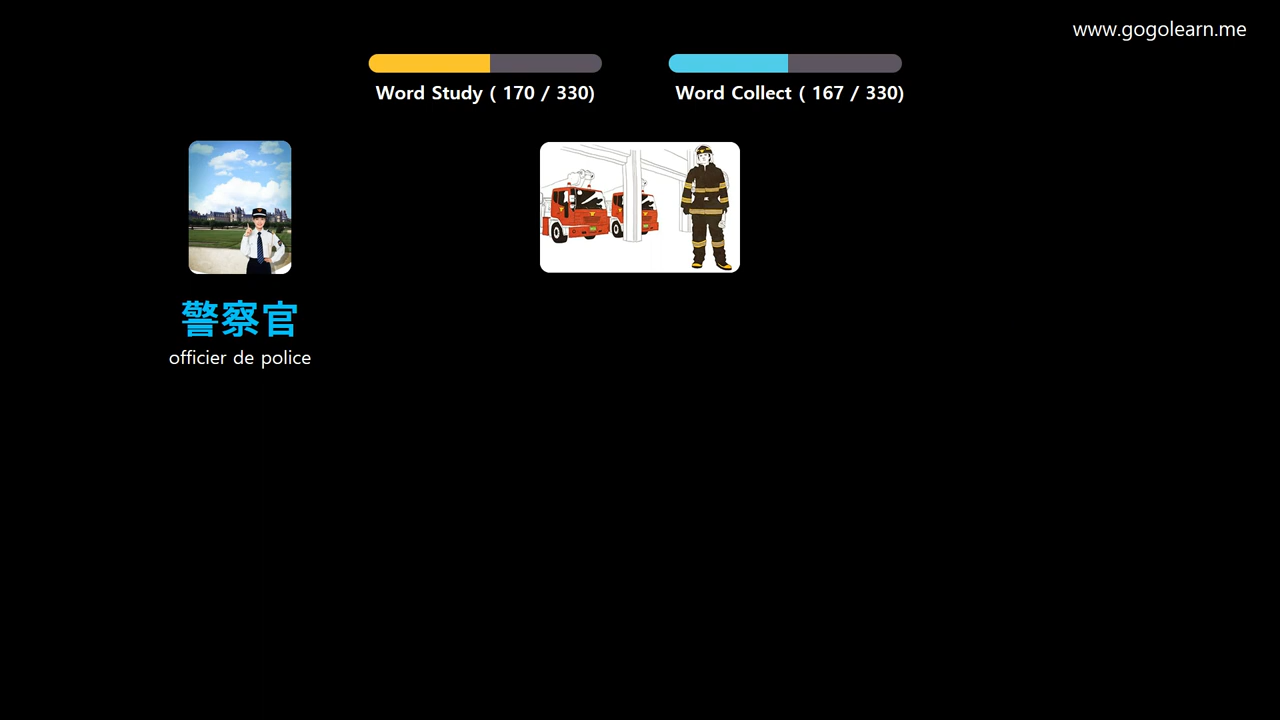 www.gogolearn.me
Word Study ( 170 / 330)
Word Collect ( 167 / 330)
警察官
officier de police